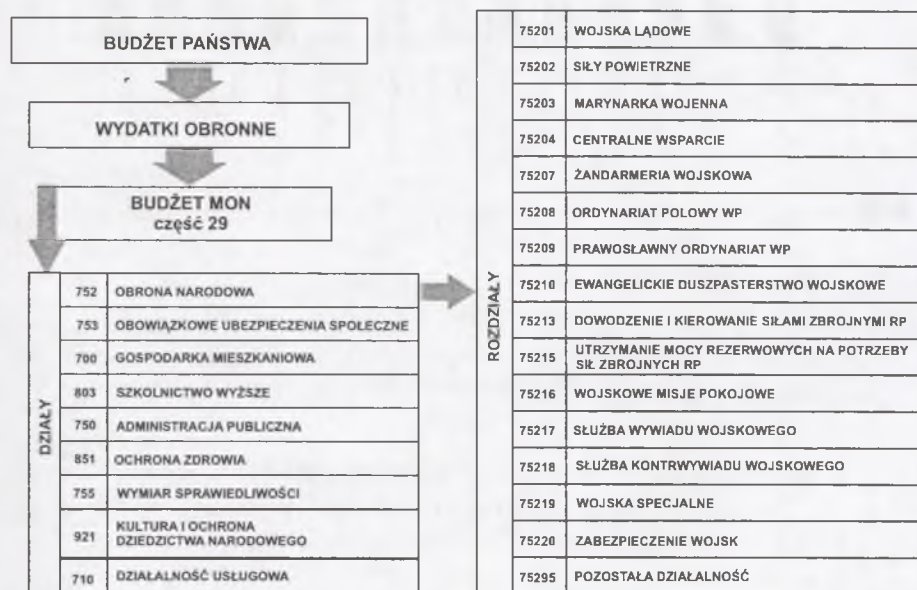 BUDŻET PAŃSTWA
WYDATKI OBRONNE
BUDŻET MON
część 29
DZIAŁY
752 OBRONA NARODOWA
753 OBOWIĄZKOWE UBEZPIECZENIA SPOŁECZNE
700 GOSPODARKA MIESZKANIOWA
803 SZKOLNICTWO WYŻSZE
750 ADMINISTRACJA PUBLICZNA
851 OCHRONA ZDROWIA
755 WYMIAR SPRAWIEDLIWOŚCI
921 KULTURA I OCHRONA
DZIEDZICTWA NARODOWEGO
710 DZIAŁALNOŚĆ USŁUGOWA
ROZDZIAŁY
75201 WOJSKA LĄDOWE
75202 SIŁY POWIETRZNE
75203 MARYNARKA WOJENNA
75204 CENTRALNE WSPARCIE
75207 ŻANDARMERIA WOJSKOWA
75208 ORDYNARIAT POLOWY WP
75209 PRAWOSŁAWNY ORDYNARIAT WP
75210 EWANGELICKIE DUSZPASTERSTWO WOJSKOWE
75213 DOWODZENIE I KIEROWANIE SIŁAMI ZBROJNYMI RP
75215 UTRZYMANIE MOCY REZERWOWYCH NA POTRZEBY
SIŁ ZBROJNYCH RP
75216 WOJSKOWE MISJE POKOJOWE
75217 SŁUŻBA WYWIADU WOJSKOWEGO
75218 SŁUŻBA KONTRWYWIADU WOJSKOWEGO
75219 WOJSKA SPECJALNE
75220 ZABEZPIECZENIE WOJSK
75295 POZOSTAŁA DZIAŁALNOŚĆ